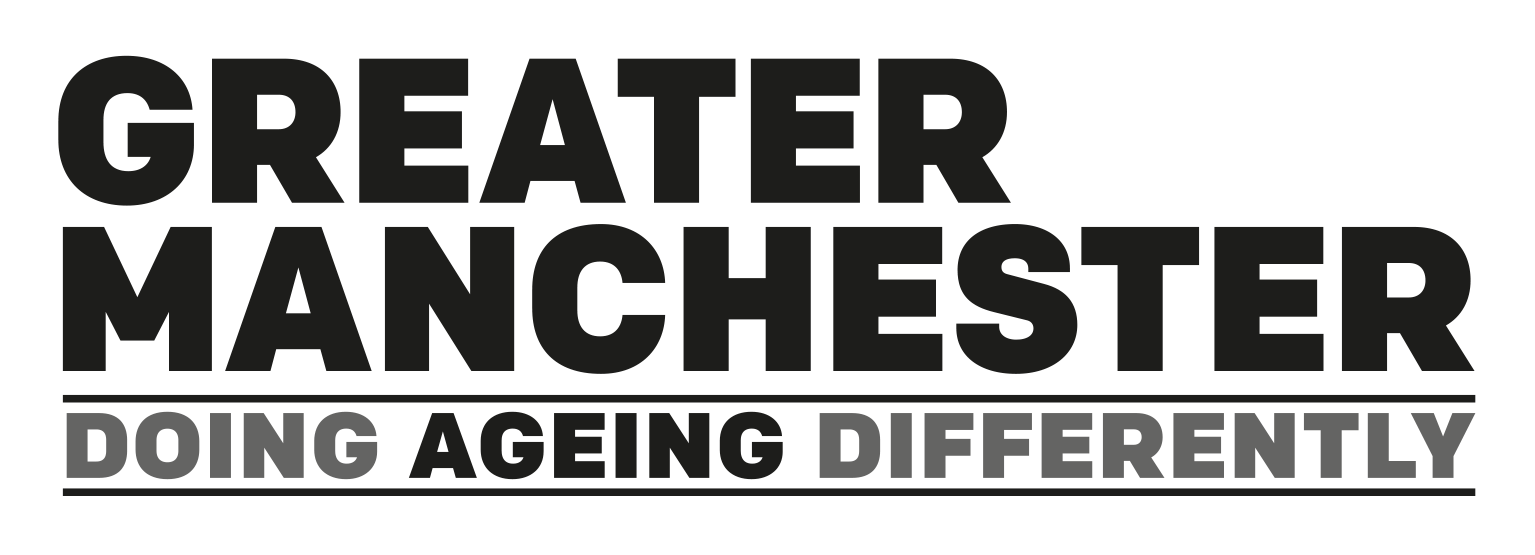 GREATER
MANCHESTER
DOING AGEING DIFFERENTLY